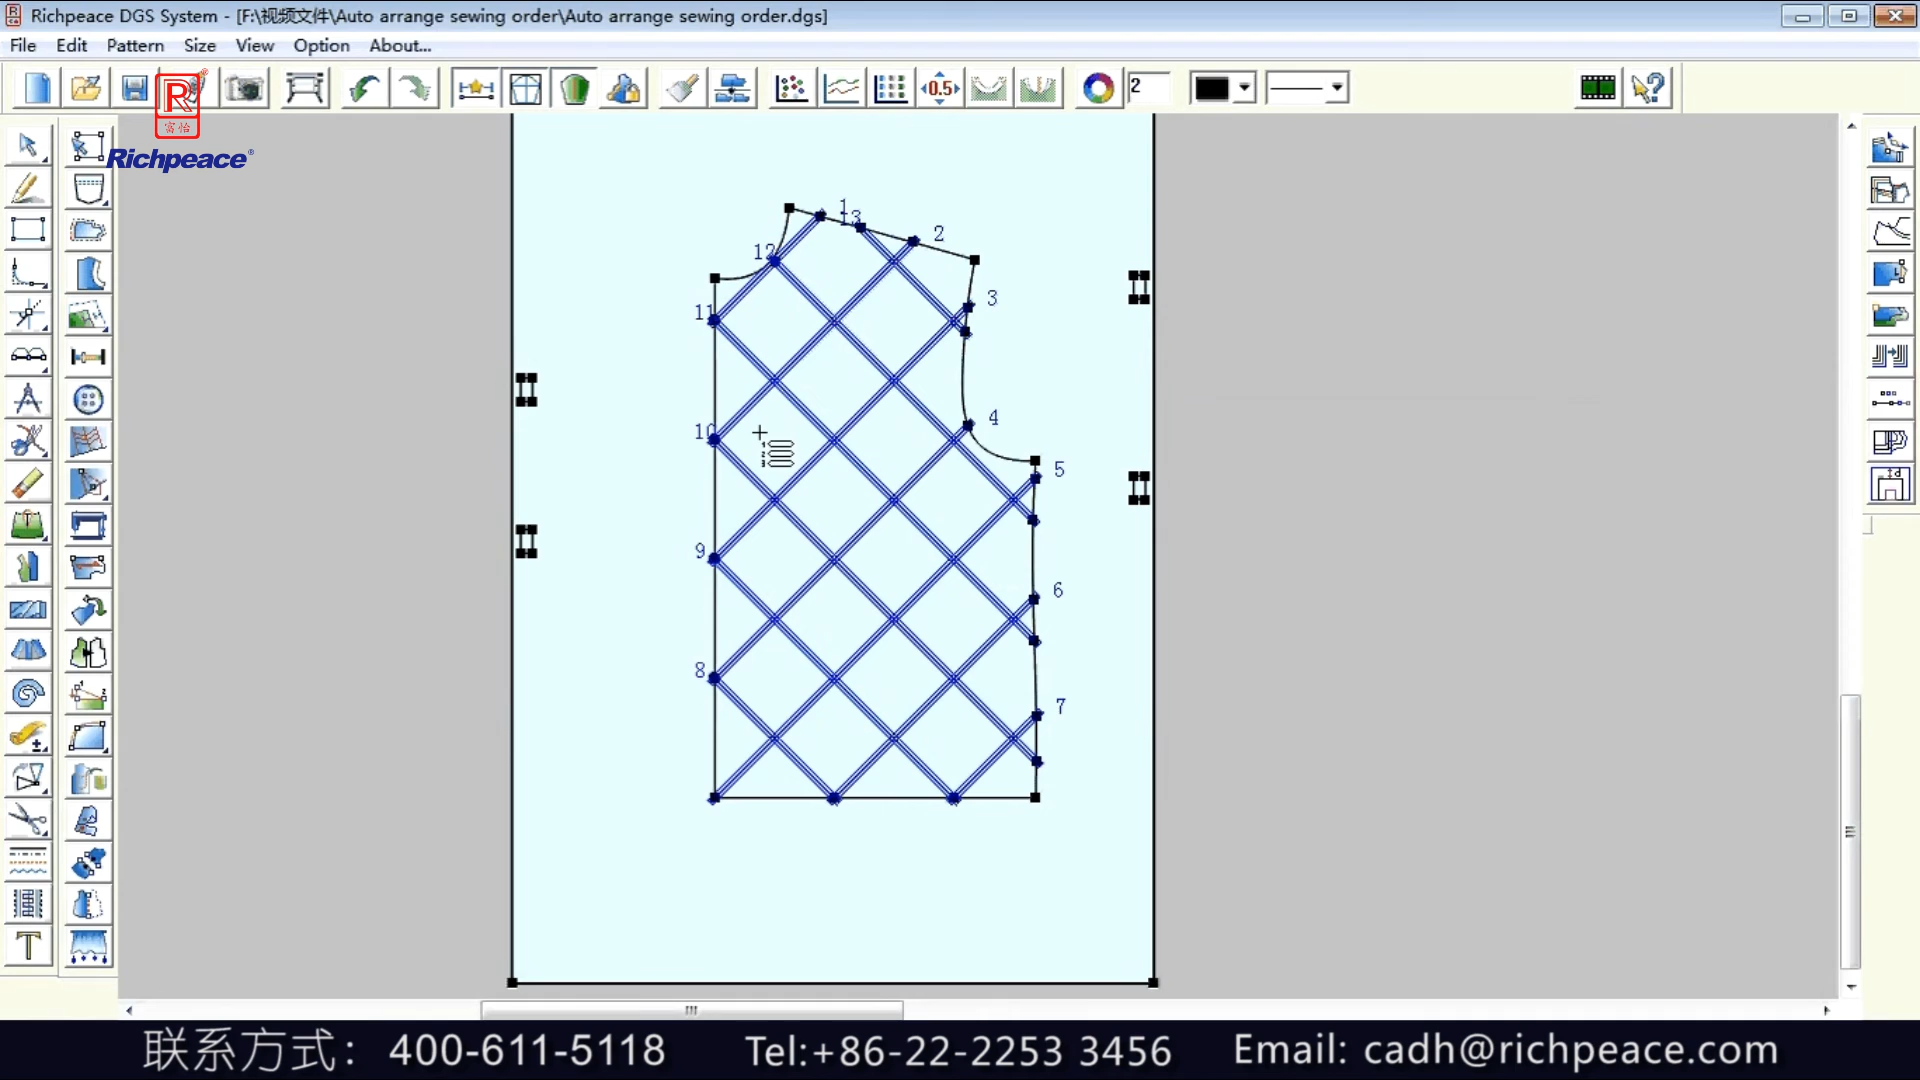 Richpeace DGS System - [F:\视频文件\Auto arrange sewing order\Auto arrange sewing order.dgs]
File Edit Pattern Size View Option About...
R
富怡
Richpeace®
0.5
2
1
13
2
12
3
11
4
10
5
9
6
8
7
联系方式：400-611-5118 Tel:+86-22-2253 3456 Email: cadh@richpeace.com